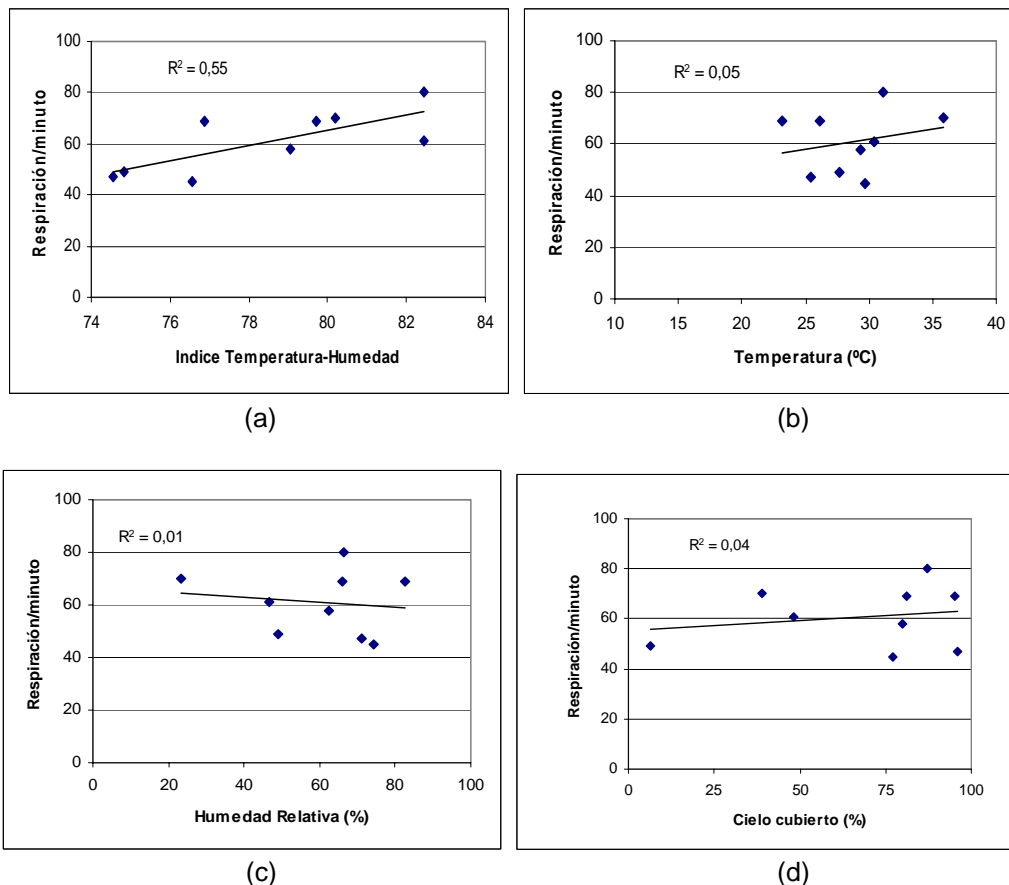 100
80
60
40
20
0
R² = 0,55
Respiración/minuto
74 76 78 80 82 84
Indice Temperatura-Humedad
(a)
100
80
60
40
20
0
R² = 0,05
Respiración/minuto
10 15 20 25 30 35 40
Temperatura (ºC)
(b)
100
80
60
40
20
0
R² = 0,01
Respiración/minuto
0 20 40 60 80 100
Humedad Relativa (%)
(c)
100
80
60
40
20
0
R² = 0,04
Respiración/minuto
0 25 50 75 100
Cielo cubierto (%)
(d)